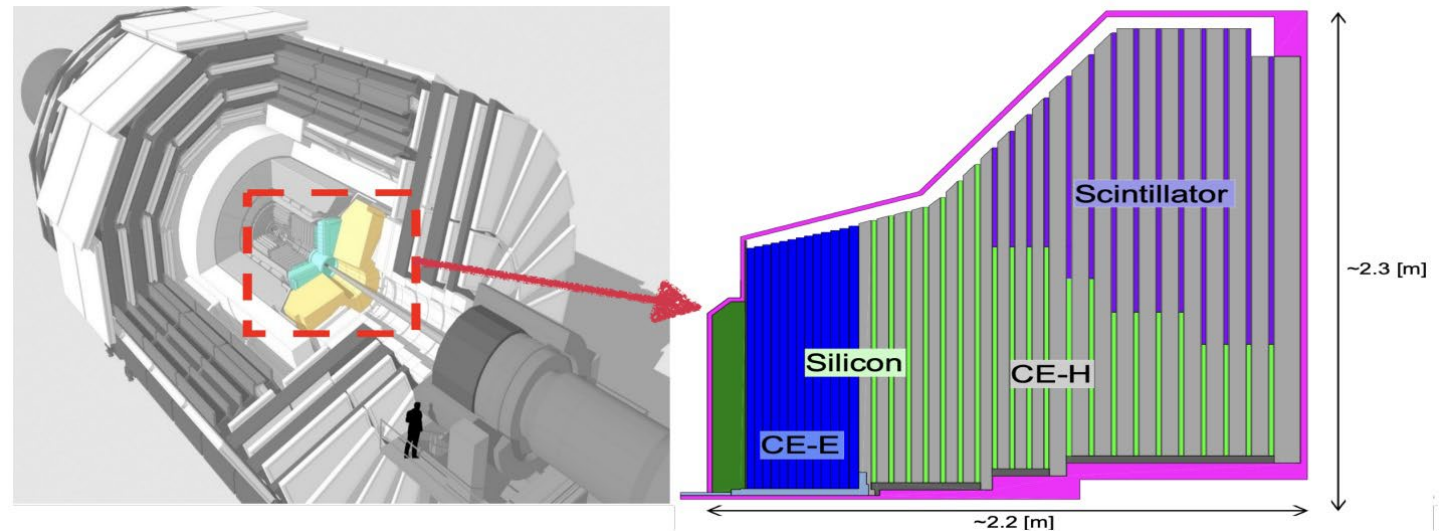 Scintillator
~2.3 [m]
Silicon
CE-H
CE-E
~2.2 [m]